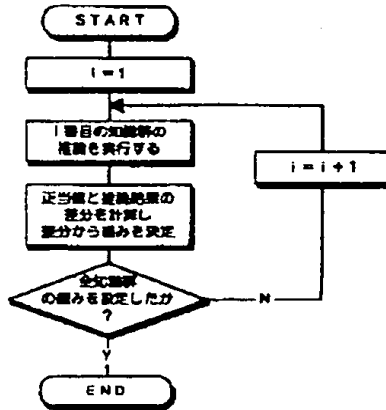 START
i=1
i番目の知識群の
推論を実行する
正当値と推論結果の
差分を計算し
差分から重みを設定
全知識群
の重みを設定したか
?
N
i=i+1
Y
END